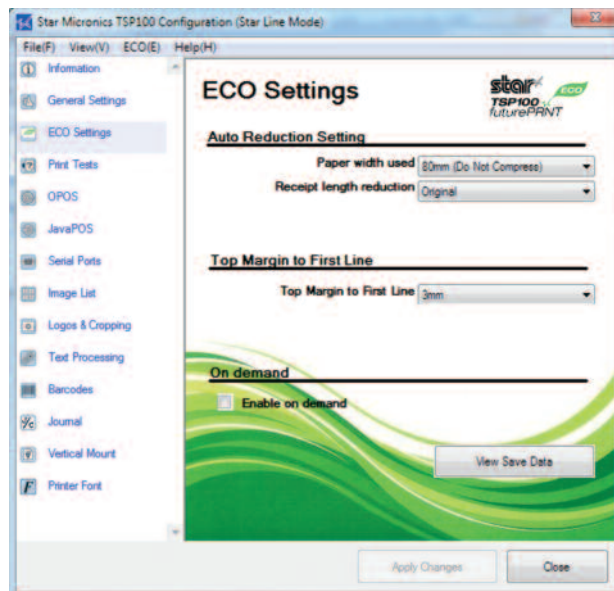 Star Micronics TSP100 Configuration (Star Line Mode)
File(F) View(V) ECO(E) Help(H)
Information
General Settings
ECO Settings
Print Tests
OPOS
JavaPOS
Serial Ports
Image List
Logos & Cropping
Text Processing
Barcodes
Journal
Vertical Mount
Printer Font
ECO Settings
star ECO
TSP100
futurePRNT
Auto Reduction Setting
Paper width used 80mm (Do Not Compress)
Receipt length reduction Original
Top Margin to First Line
Top Margin to First Line 3mm
On demand
Enable on demand
View Save Data
Apply Changes Close